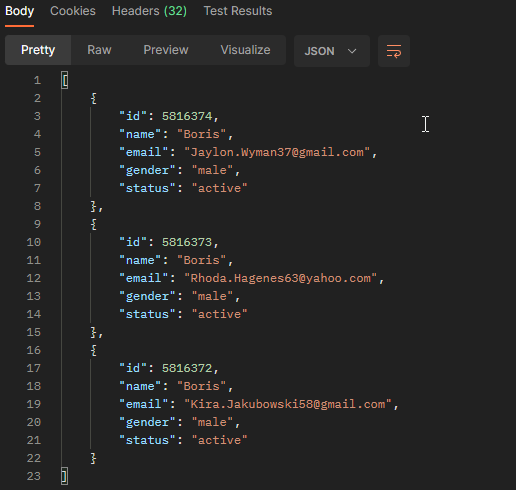 Body Cookies Headers (32) Test Results
Pretty Raw Preview Visualize JSON
1 [
2 {
3 "id": 5816374,
4 "name": "Boris",
5 "email": "Jaylon.Wyman37@gmail.com",
6 "gender": "male",
7 "status": "active"
8 },
9 {
10 "id": 5816373,
11 "name": "Boris",
12 "email": "Rhoda.Hagenes63@yahoo.com",
13 "gender": "male",
14 "status": "active"
15 },
16 {
17 "id": 5816372,
18 "name": "Boris",
19 "email": "Kira.Jakubowski58@gmail.com",
20 "gender": "male",
21 "status": "active"
22 }
23 ]